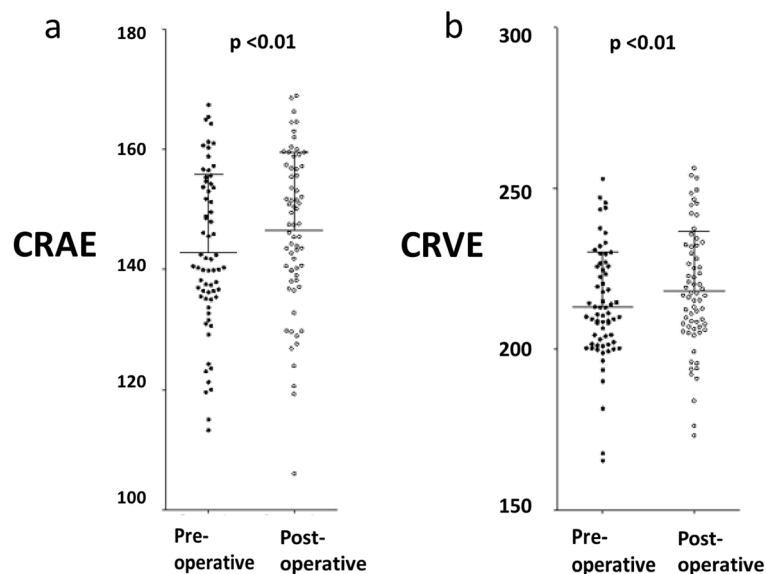 a
180
p <0.01
160
CRAE
140
120
100
Pre-
operative
Post-
operative
b
300
p <0.01
250
CRVE
200
150
Pre-
operative
Post-
operative